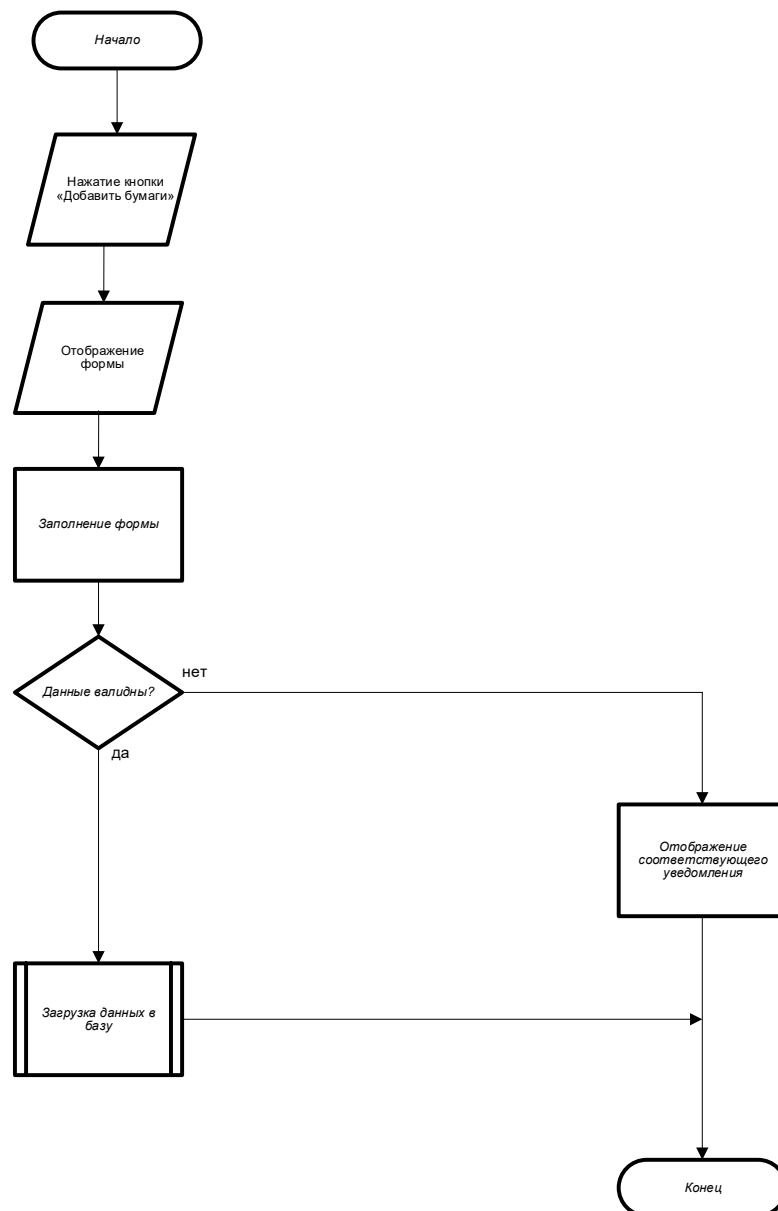 Начало
Нажатие кнопки
«Добавить бумаги»
Отображение
формы
Заполнение формы
Данные валидны?
нет
да
Отображение
соответствующего
уведомления
Загрузка данных в
базу
Конец